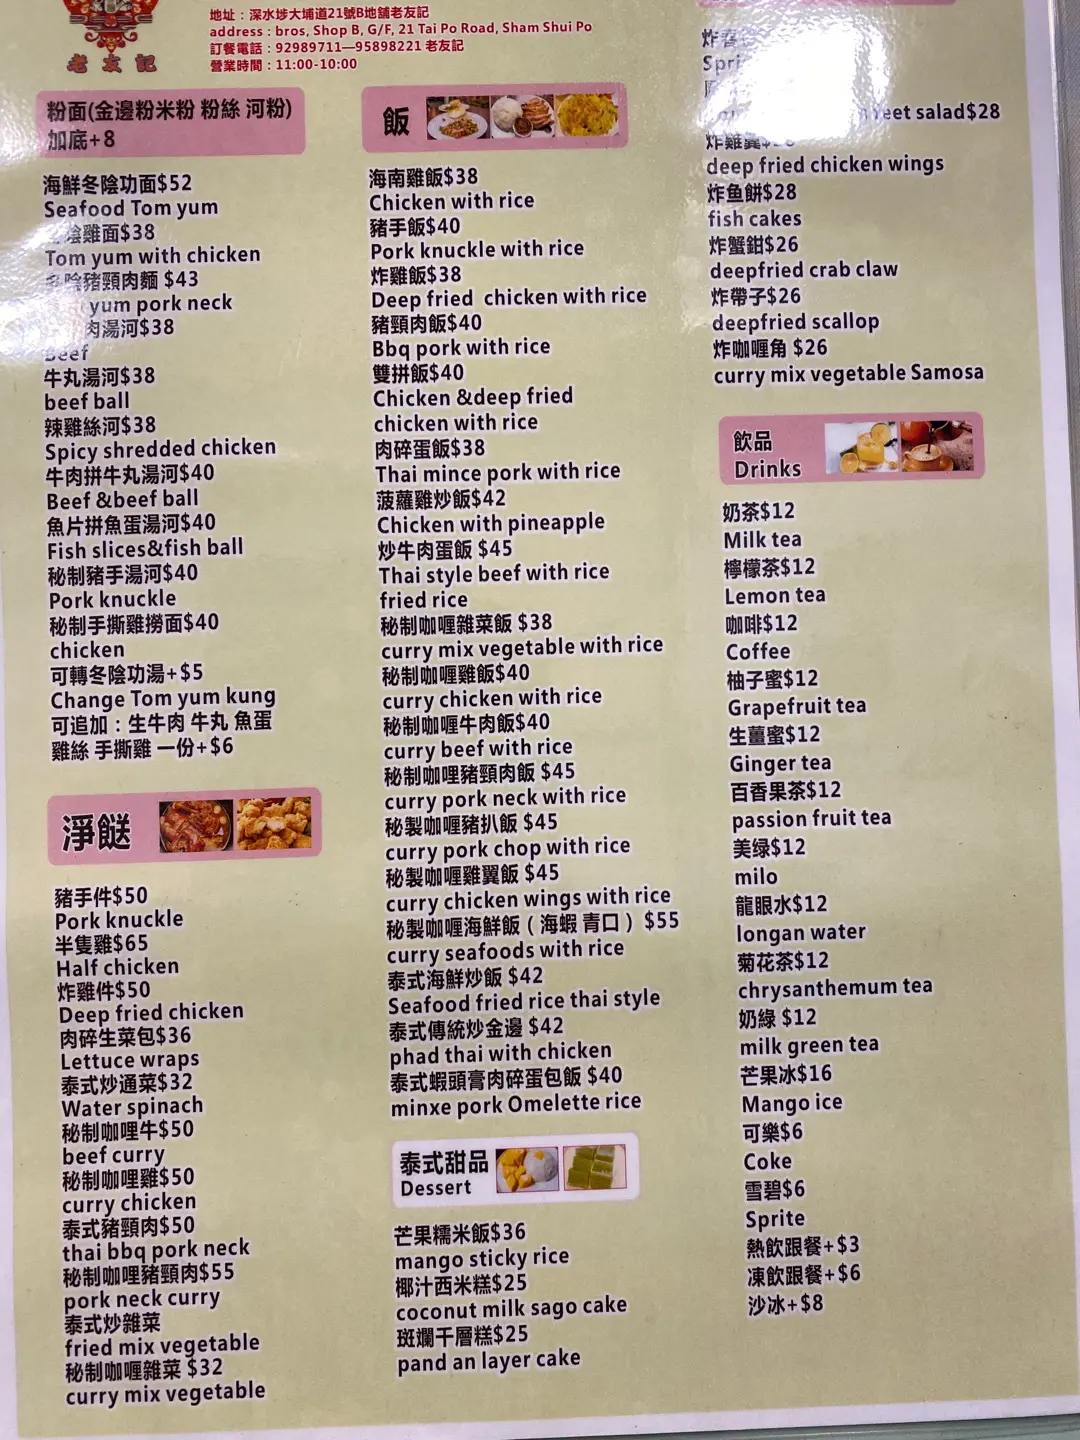 老友記
地址：深水埗大埔道21號B地舖老友記
address : bros, Shop B, G/F, 21 Tai Po Road, Sham Shui Po
訂餐電話：92989711—95898221 老友記
營業時間：11:00-10:00
粉面(金邊粉米粉 粉絲 河粉)
加底+8
海鮮冬陰功面$52
Seafood Tom yum
陰雞面$38
Tom yum with chicken
冬陰豬頸肉麵 $43
yum pork neck
肉湯河$38
Beef
牛丸湯河$38
beef ball
辣雞絲河$38
Spicy shredded chicken
牛肉拼牛丸湯河$40
Beef &beef ball
魚片拼魚蛋湯河$40
Fish slices&fish ball
秘制豬手湯河$40
Pork knuckle
秘制手撕雞撈面$40
chicken
可轉冬陰功湯+$5
Change Tom yum kung
可追加：生牛肉 牛丸 魚蛋
雞絲 手撕雞 一份+$6
淨餸
豬手件$50
Pork knuckle
半隻雞$65
Half chicken
炸雞件$50
Deep fried chicken
肉碎生菜包$36
Lettuce wraps
泰式炒通菜$32
Water spinach
秘制咖哩牛$50
beef curry
秘制咖哩雞$50
curry chicken
泰式豬頸肉$50
thai bbq pork neck
秘制咖哩豬頸肉$55
pork neck curry
泰式炒雜菜
fried mix vegetable
秘制咖喱雜菜 $32
curry mix vegetable
飯
海南雞飯$38
Chicken with rice
豬手飯$40
Pork knuckle with rice
炸雞飯$38
Deep fried chicken with rice
豬頸肉飯$40
Bbq pork with rice
雙拼飯$40
Chicken &deep fried
chicken with rice
肉碎蛋飯$38
Thai mince pork with rice
菠蘿雞炒飯$42
Chicken with pineapple
炒牛肉蛋飯 $45
Thai style beef with rice
fried rice
秘制咖喱雜菜飯 $38
curry mix vegetable with rice
秘制咖喱雞飯$40
curry chicken with rice
秘制咖喱牛肉飯$40
curry beef with rice
秘制咖哩豬頸肉飯 $45
curry pork neck with rice
秘製咖喱豬扒飯 $45
curry pork chop with rice
秘製咖喱雞翼飯 $45
curry chicken wings with rice
秘製咖喱海鮮飯（海蝦 青口）$55
curry seafoods with rice
泰式海鮮炒飯 $42
Seafood fried rice thai style
泰式傳統炒金邊 $42
phad thai with chicken
泰式蝦頭膏肉碎蛋包飯 $40
minxe pork Omelette rice
泰式甜品
Dessert
芒果糯米飯$36
mango sticky rice
椰汁西米糕$25
coconut milk sago cake
斑斕千層糕$25
pand an layer cake
炸春
Spri
feet salad$28
炸雞翼$28
deep fried chicken wings
炸鱼餅$28
fish cakes
炸蟹鉗$26
deepfried crab claw
炸帶子$26
deepfried scallop
炸咖喱角 $26
curry mix vegetable Samosa
飲品
Drinks
奶茶$12
Milk tea
檸檬茶$12
Lemon tea
咖啡$12
Coffee
柚子蜜$12
Grapefruit tea
生薑蜜$12
Ginger tea
百香果茶$12
passion fruit tea
美绿$12
milo
龍眼水$12
longan water
菊花茶$12
chrysanthemum tea
奶綠 $12
milk green tea
芒果冰$16
Mango ice
可樂$6
Coke
雪碧$6
Sprite
熱飲跟餐+$3
凍飲跟餐+$6
沙冰+$8